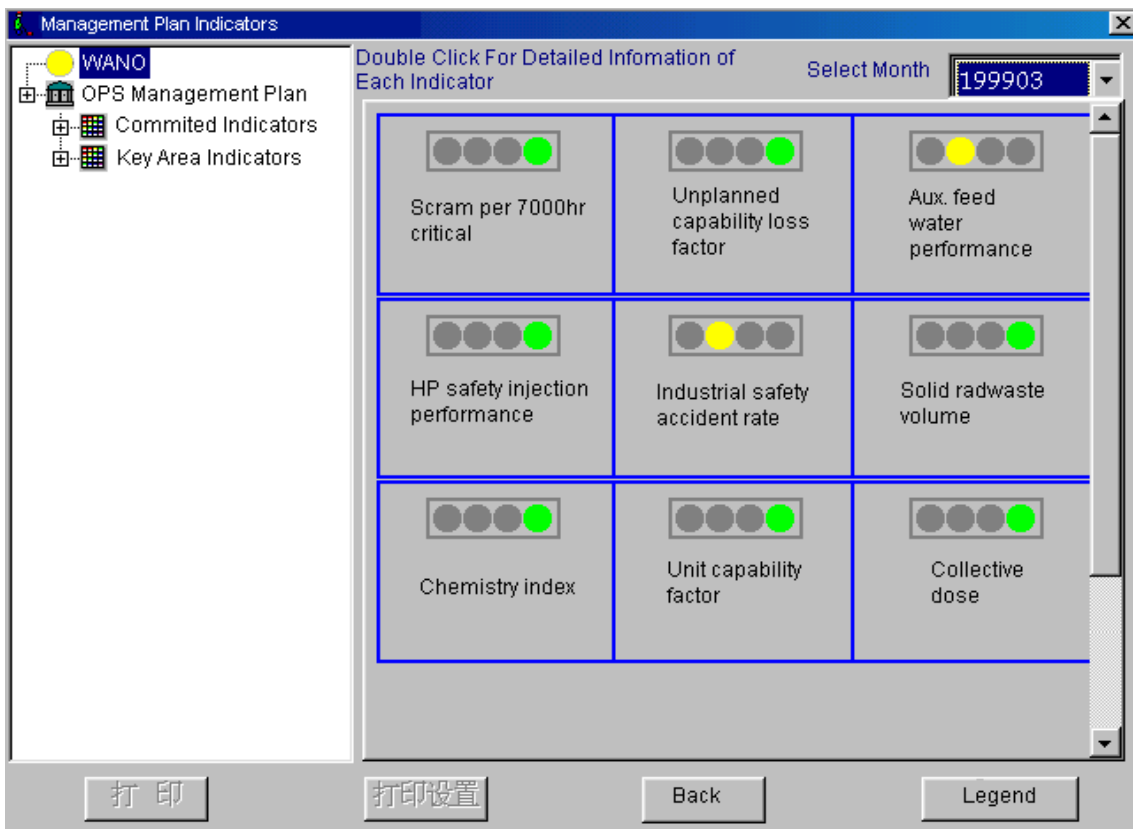 Management Plan Indicators
WANO
OPS Management Plan
Commited Indicators
Key Area Indicators
Double Click For Detailed Infomation of
Each Indicator
Select Month
199903
Scram per 7000hr
critical
Unplanned
capability loss
factor
Aux. feed
water
performance
HP safety injection
performance
Industrial safety
accident rate
Solid radwaste
volume
Chemistry index
Unit capability
factor
Collective
dose
打 印
打印设置
Back
Legend